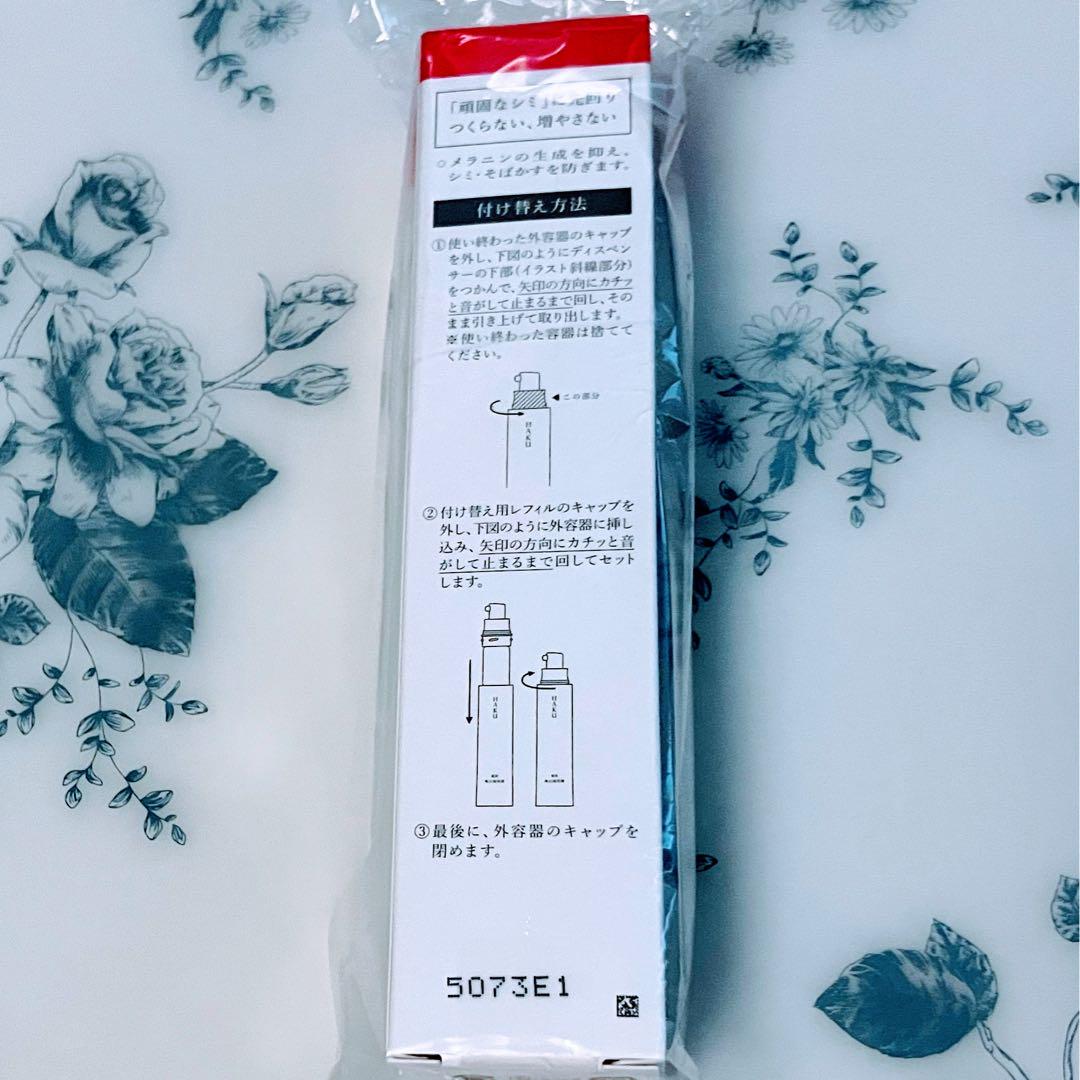 「頑固なシミ」に先回り
つくらない、増やさない
○メラニンの生成を抑え、
シミ・そばかすを防ぎます。
付け替え方法
①使い終わった外容器のキャップ
を外し、下図のようにディスペン
サーの下部(イラスト斜線部分)
をつかんで、矢印の方向にカチッ
と音がして止まるまで回し、その
まま引き上げて取り出します。
※使い終わった容器は捨てて
ください。
◀この部分
HAKU
②付け替え用レフィルのキャップを
外し、下図のように外容器に挿し
込み、矢印の方向にカチッと音
がして止まるまで回してセット
します。
HAKU
HAKU
③最後に、外容器のキャップを
閉めます。
5073E1